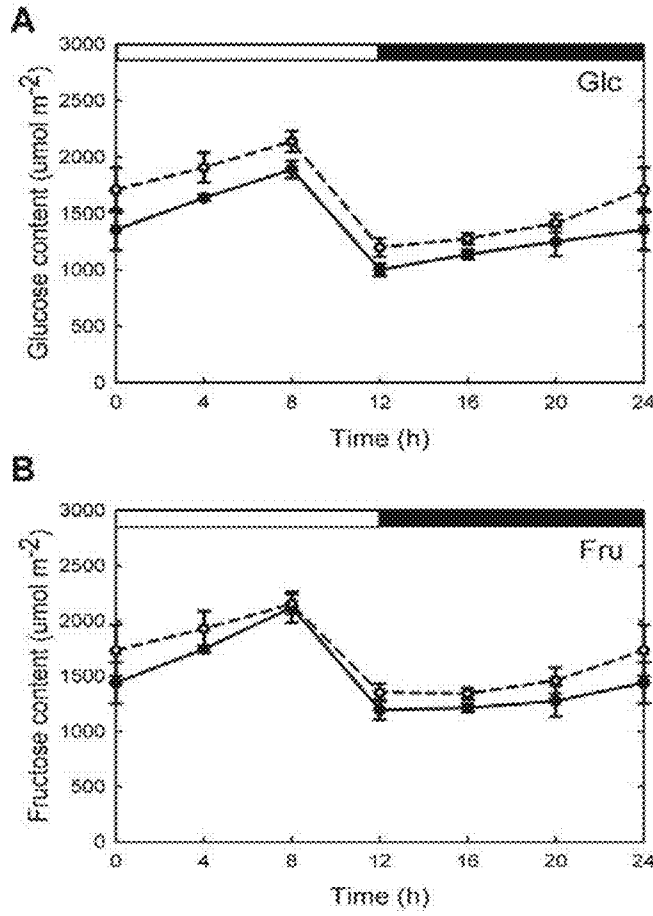 A
3000
2500
2000
1500
1000
500
0
Glucose content (umol m⁻²)
Glc
0 4 8 12 16 20 24
Time (h)
B
3000
2500
2000
1500
1000
500
0
Fructose content (umol m⁻²)
Fru
0 4 8 12 16 20 24
Time (h)